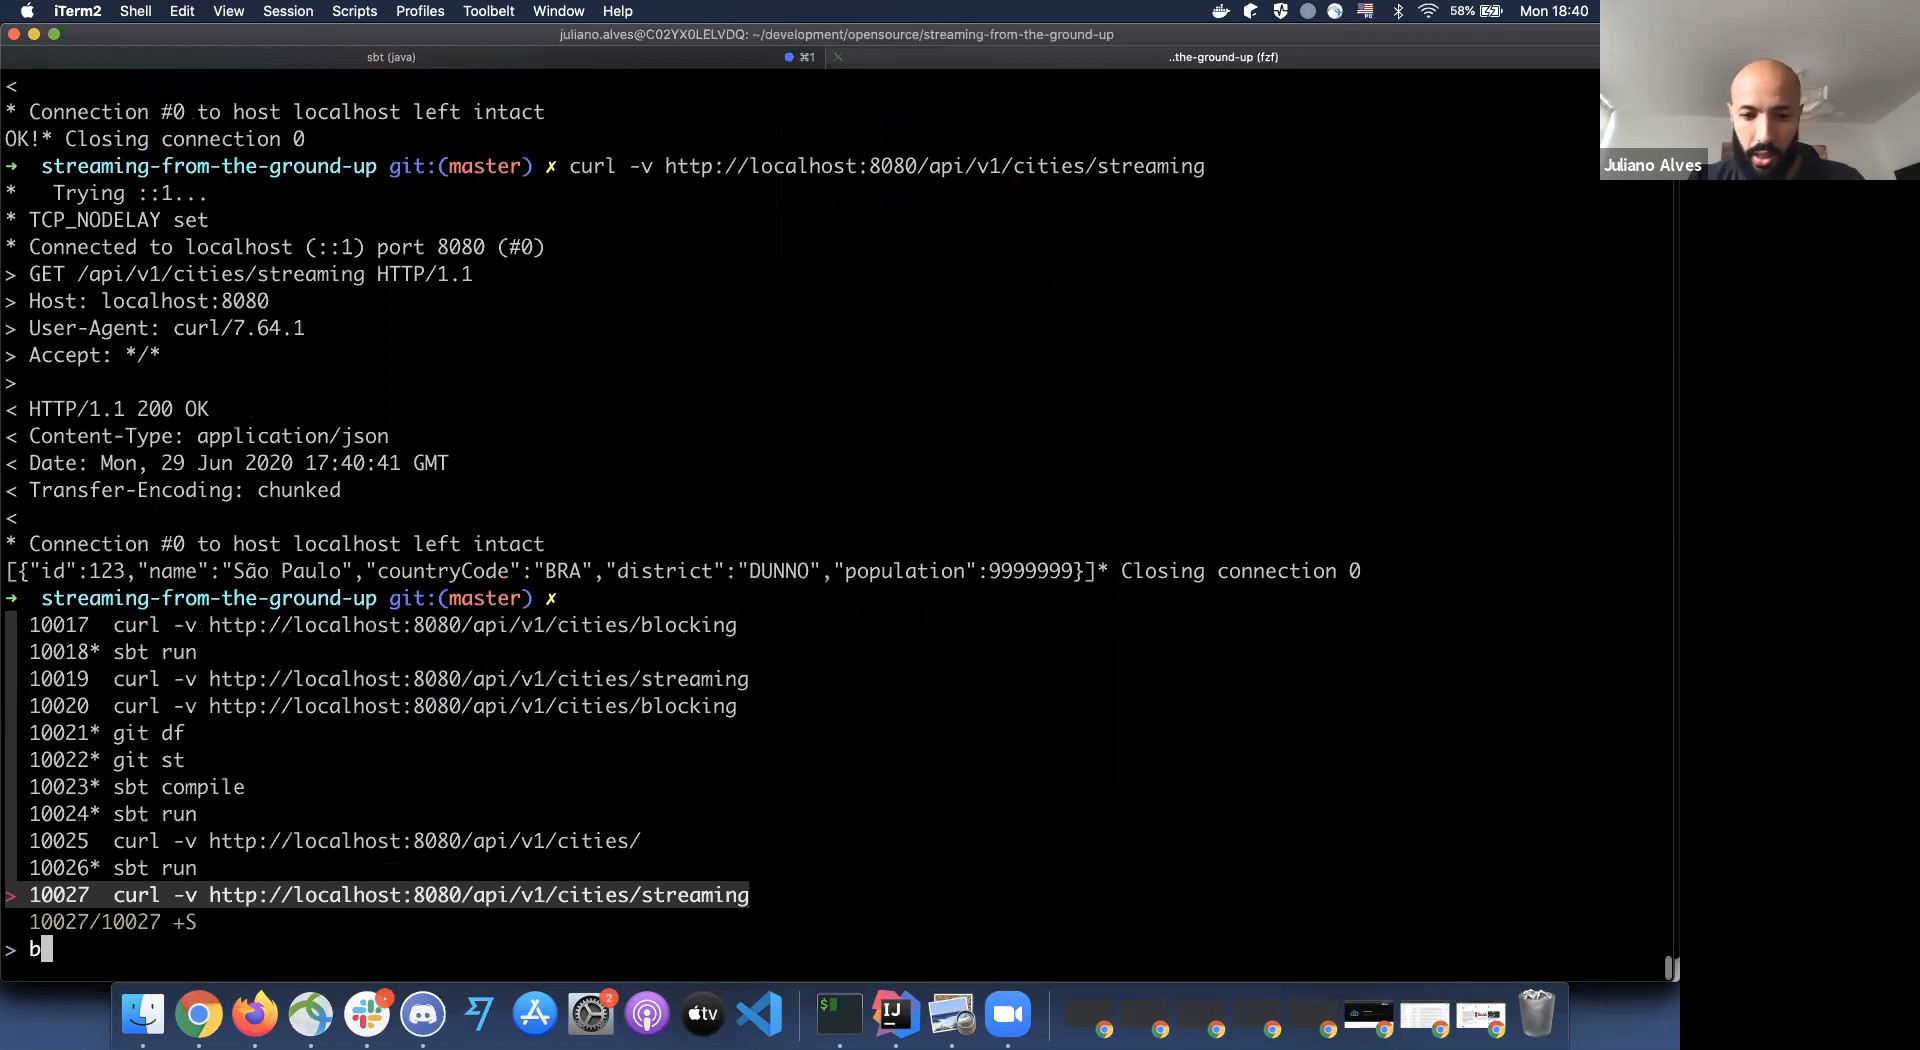 iTerm2 Shell Edit View Session Scripts Profiles Toolbelt Window Help 58% Mon 18:40
juliano.alves@C02YX0LELVDQ: ~/development/opensource/streaming-from-the-ground-up
sbt (java) ⌘1 ..the-ground-up (fzf)
<
* Connection #0 to host localhost left intact
OK!* Closing connection 0
→ streaming-from-the-ground-up git:(master) ✗ curl -v http://localhost:8080/api/v1/cities/streaming
* Trying ::1...
* TCP_NODELAY set
* Connected to localhost (::1) port 8080 (#0)
> GET /api/v1/cities/streaming HTTP/1.1
> Host: localhost:8080
> User-Agent: curl/7.64.1
> Accept: */*
>
< HTTP/1.1 200 OK
< Content-Type: application/json
< Date: Mon, 29 Jun 2020 17:40:41 GMT
< Transfer-Encoding: chunked
<
* Connection #0 to host localhost left intact
[{"id":123,"name":"São Paulo","countryCode":"BRA","district":"DUNNO","population":9999999}]* Closing connection 0
→ streaming-from-the-ground-up git:(master) ✗
10017 curl -v http://localhost:8080/api/v1/cities/blocking
10018* sbt run
10019 curl -v http://localhost:8080/api/v1/cities/streaming
10020 curl -v http://localhost:8080/api/v1/cities/blocking
10021* git df
10022* git st
10023* sbt compile
10024* sbt run
10025 curl -v http://localhost:8080/api/v1/cities/
10026* sbt run
> 10027 curl -v http://localhost:8080/api/v1/cities/streaming
10027/10027 +S
> b
Juliano Alves
2
tv
$
IJ